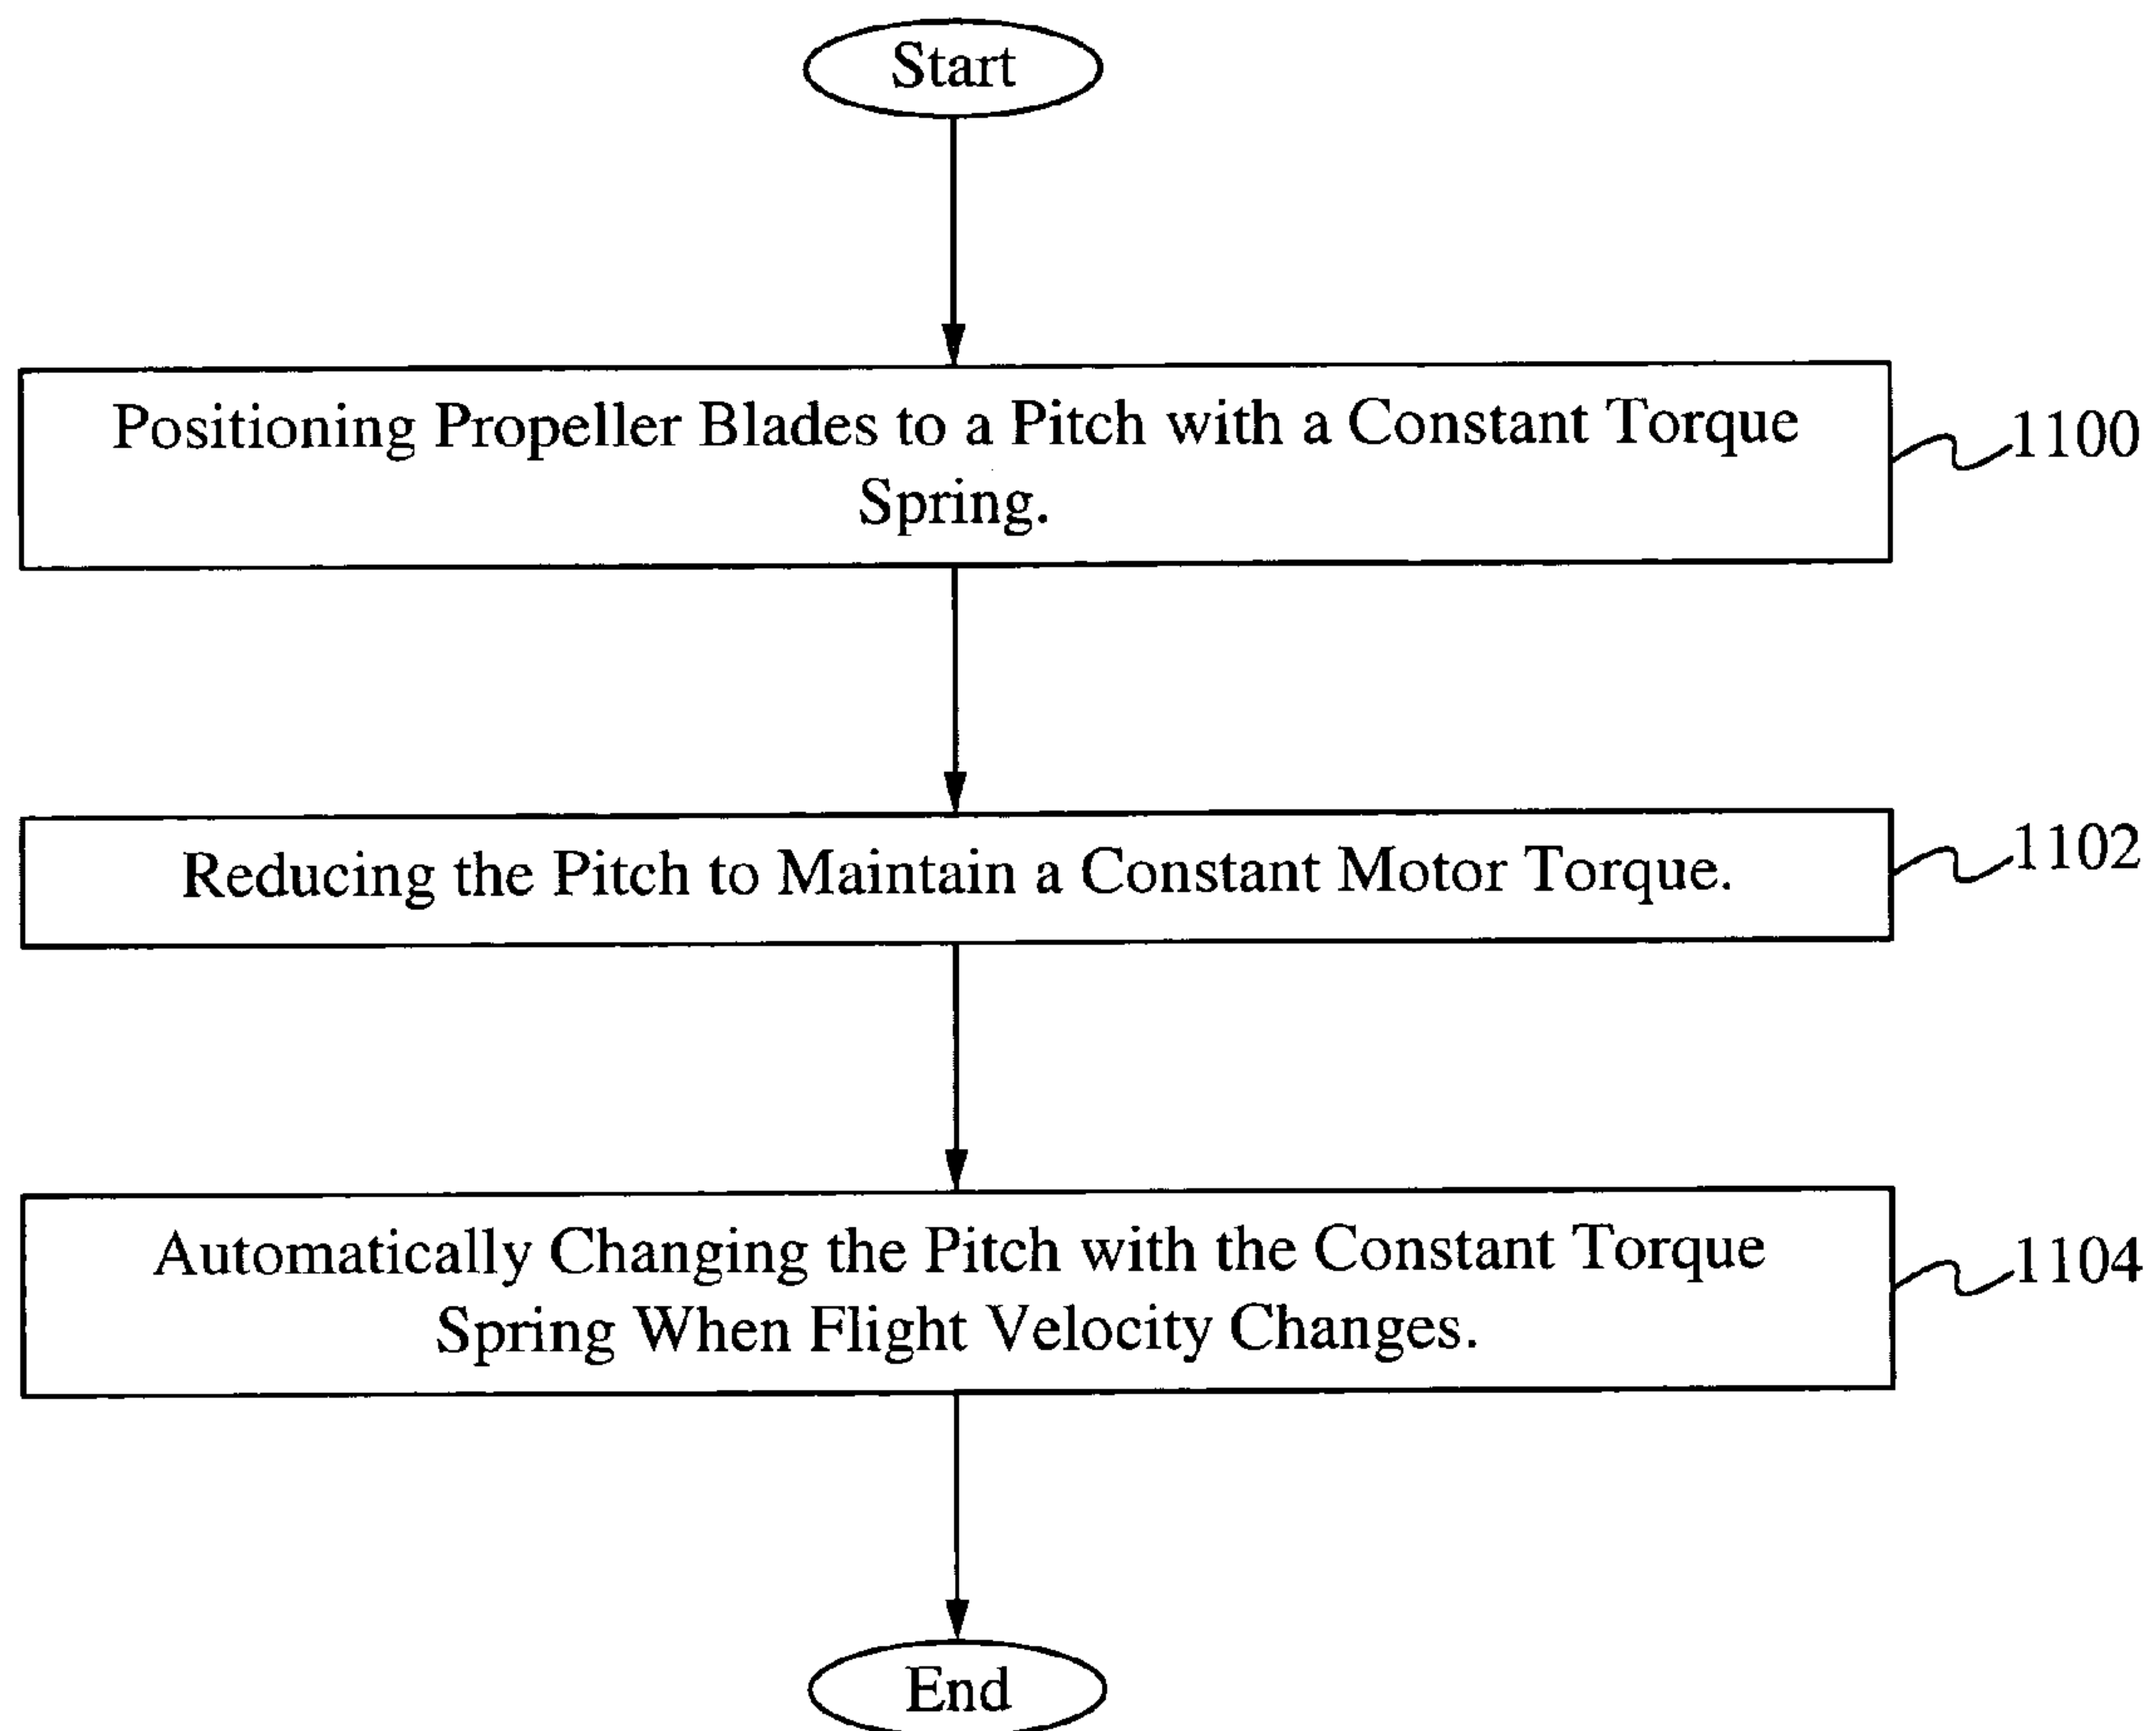 Start
Positioning Propeller Blades to a Pitch with a Constant Torque
Spring.
1100
Reducing the Pitch to Maintain a Constant Motor Torque.
1102
Automatically Changing the Pitch with the Constant Torque
Spring When Flight Velocity Changes.
1104
End